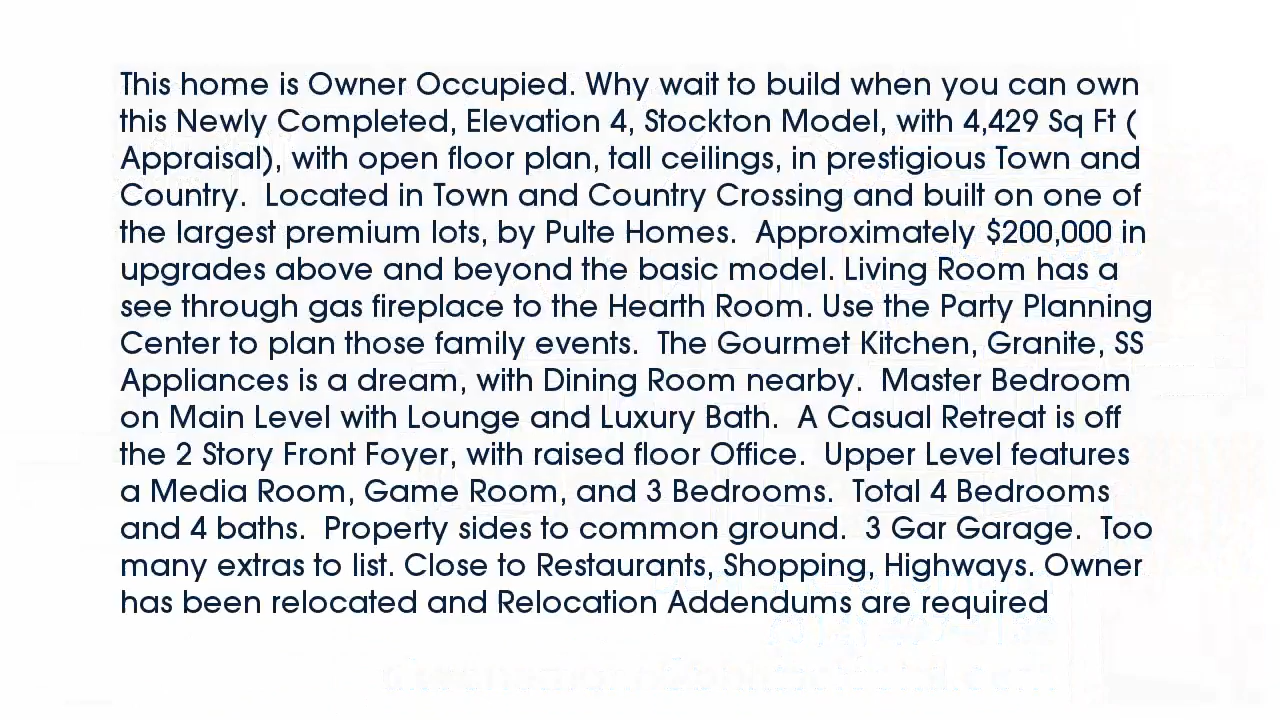 This home is Owner Occupied. Why wait to build when you can own
this Newly Completed, Elevation 4, Stockton Model, with 4,429 Sq Ft (
Appraisal), with open floor plan, tall ceilings, in prestigious Town and
Country.  Located in Town and Country Crossing and built on one of
the largest premium lots, by Pulte Homes.  Approximately $200,000 in
upgrades above and beyond the basic model. Living Room has a
see through gas fireplace to the Hearth Room. Use the Party Planning
Center to plan those family events.  The Gourmet Kitchen, Granite, SS
Appliances is a dream, with Dining Room nearby.  Master Bedroom
on Main Level with Lounge and Luxury Bath.  A Casual Retreat is off
the 2 Story Front Foyer, with raised floor Office.  Upper Level features
a Media Room, Game Room, and 3 Bedrooms.  Total 4 Bedrooms
and 4 baths.  Property sides to common ground.  3 Gar Garage.  Too
many extras to list. Close to Restaurants, Shopping, Highways. Owner
has been relocated and Relocation Addendums are required